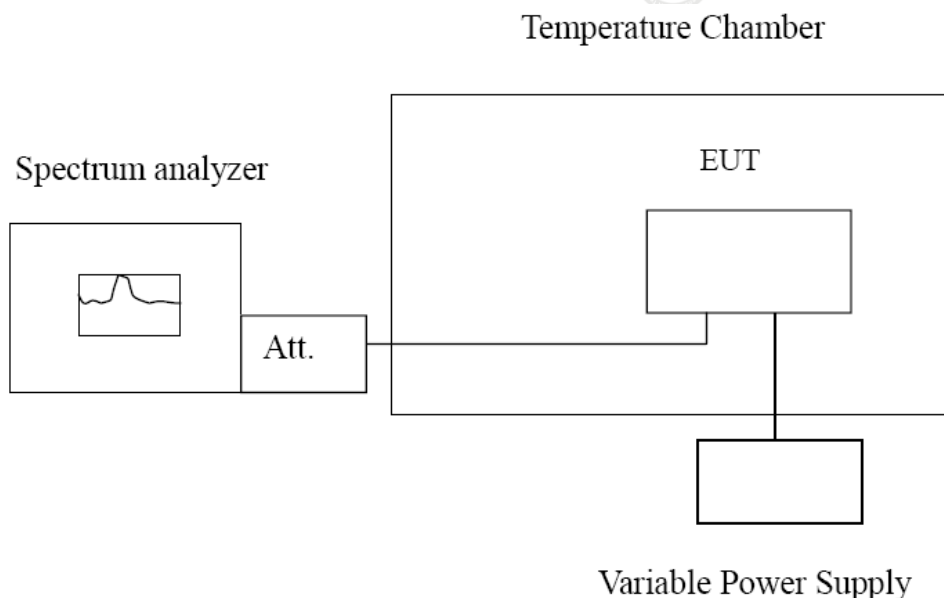 Temperature Chamber
Spectrum analyzer
EUT
Att.
Variable Power Supply